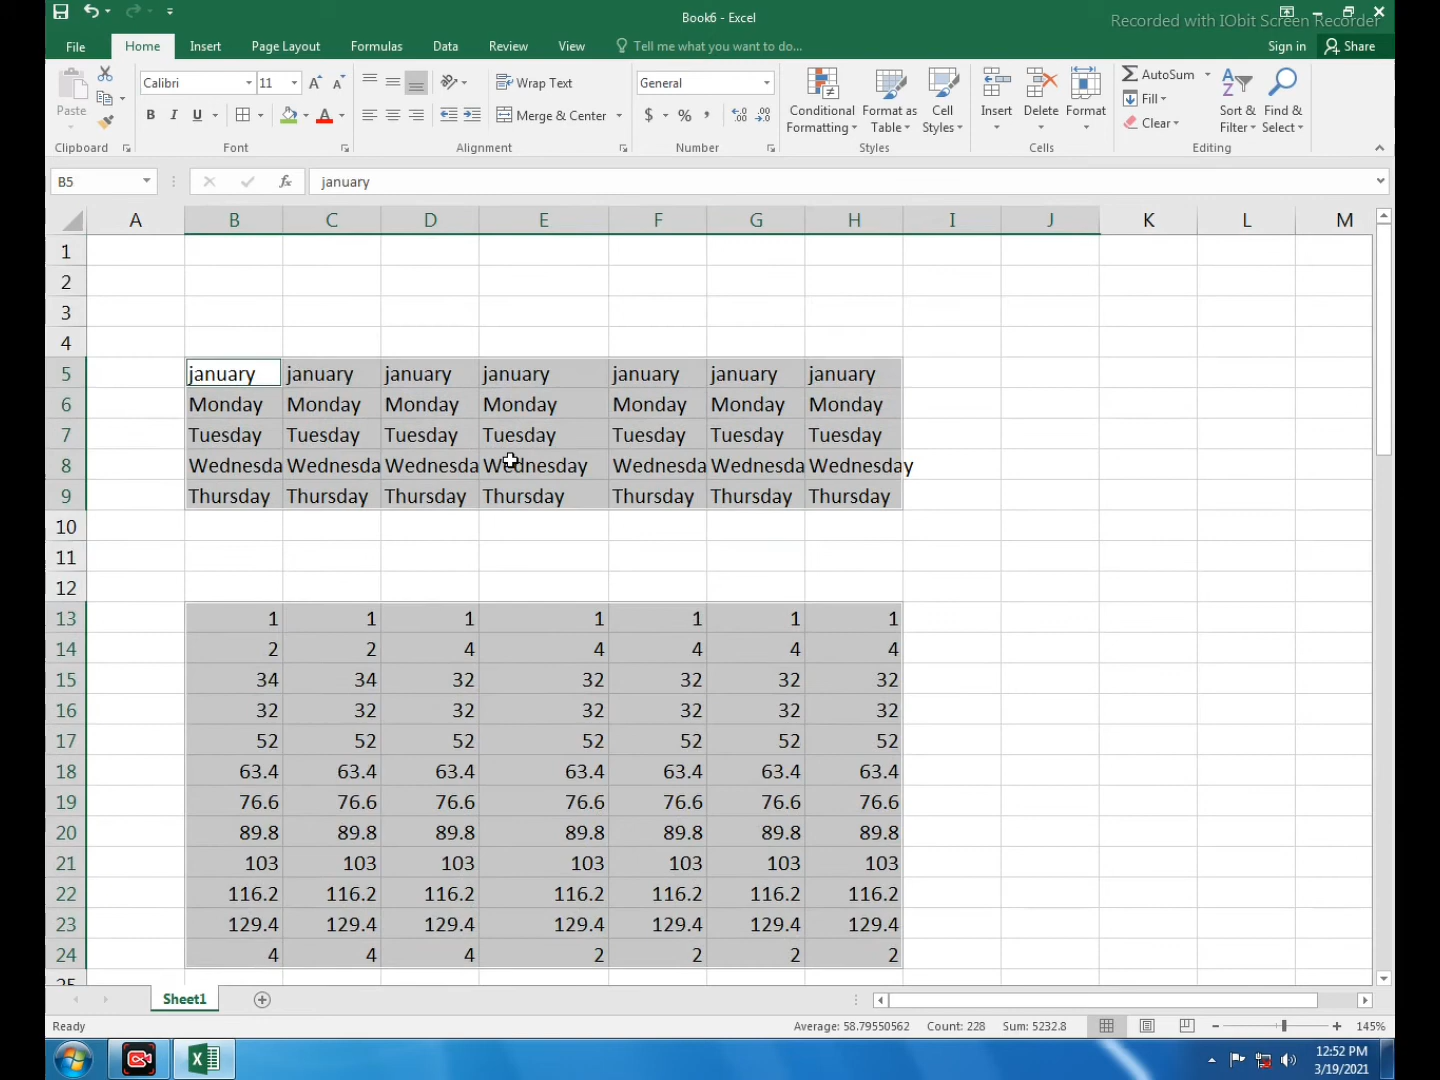 Book6 - Excel
Recorded with IObit Screen Recorder
File Home Insert Page Layout Formulas Data Review View Tell me what you want to do... Sign in Share
Paste
Calibri 11
Wrap Text
Merge & Center
General
Conditional Formatting
Format as Table
Cell Styles
Insert
Delete
Format
AutoSum
Fill
Clear
Sort & Filter
Find & Select
Clipboard Font Alignment Number Styles Cells Editing
B5 january
A B C D E F G H I J K L M
1
2
3
4
5 january january january january january january january
6 Monday Monday Monday Monday Monday Monday Monday
7 Tuesday Tuesday Tuesday Tuesday Tuesday Tuesday Tuesday
8 Wednesda Wednesda Wednesda Wednesday Wednesda Wednesda Wednesday
9 Thursday Thursday Thursday Thursday Thursday Thursday Thursday
10
11
12
13 1 1 1 1 1 1 1
14 2 2 4 4 4 4 4
15 34 34 32 32 32 32 32
16 32 32 32 32 32 32 32
17 52 52 52 52 52 52 52
18 63.4 63.4 63.4 63.4 63.4 63.4 63.4
19 76.6 76.6 76.6 76.6 76.6 76.6 76.6
20 89.8 89.8 89.8 89.8 89.8 89.8 89.8
21 103 103 103 103 103 103 103
22 116.2 116.2 116.2 116.2 116.2 116.2 116.2
23 129.4 129.4 129.4 129.4 129.4 129.4 129.4
24 4 4 4 2 2 2 2
25
Sheet1
Ready Average: 58.79550562 Count: 228 Sum: 5232.8 145%
12:52 PM
3/19/2021